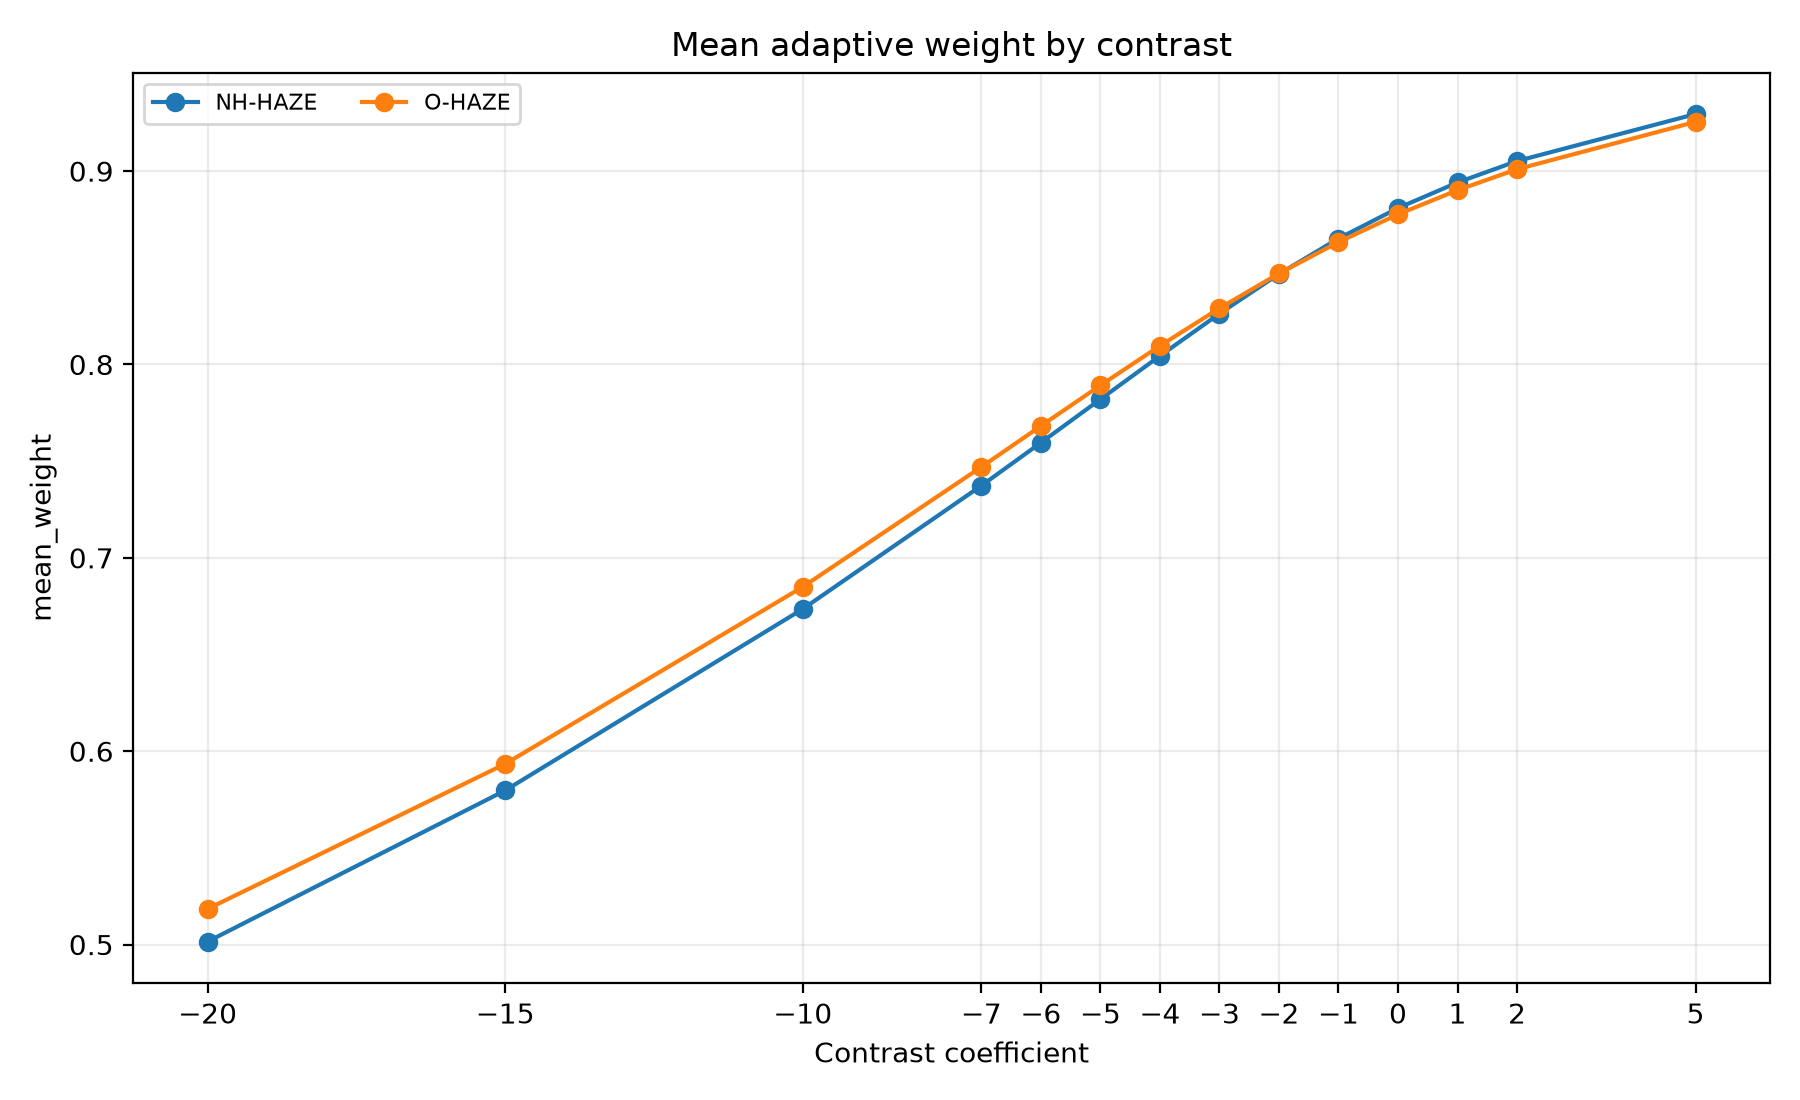 Mean adaptive weight by contrast
NH-HAZE O-HAZE
0.9
0.8
0.7
0.6
0.5
mean_weight
−20 −15 −10 −7 −6 −5 −4 −3 −2 −1 0 1 2 5
Contrast coefficient